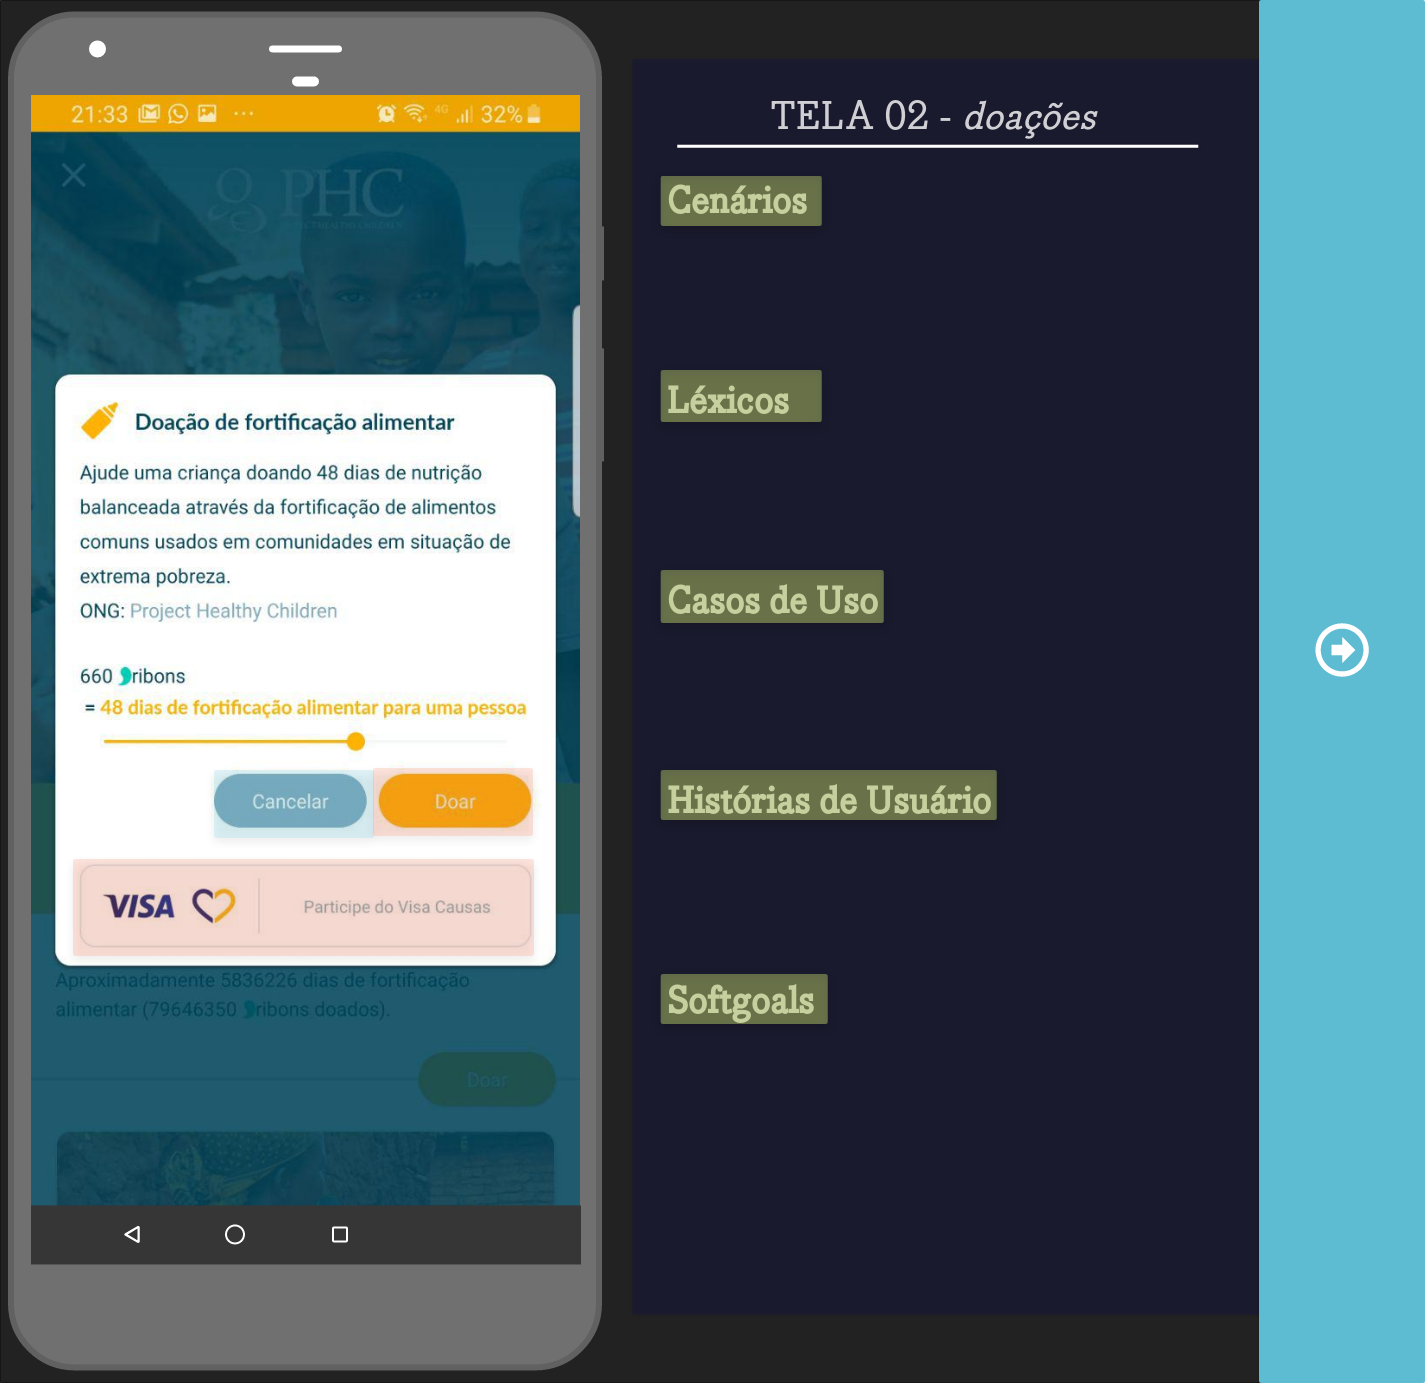 21:33 ... 4G 32%
PHC
Doação de fortificação alimentar
Ajude uma criança doando 48 dias de nutrição
balanceada através da fortificação de alimentos
comuns usados em comunidades em situação de
extrema pobreza.
ONG: Project Healthy Children
660 ribons
= 48 dias de fortificação alimentar para uma pessoa
Cancelar Doar
VISA Participe do Visa Causas
Aproximadamente 5836226 dias de fortificação
alimentar (79646350 ribons doados).
Doar
TELA 02 - doações
Cenários
Léxicos
Casos de Uso
Histórias de Usuário
Softgoals